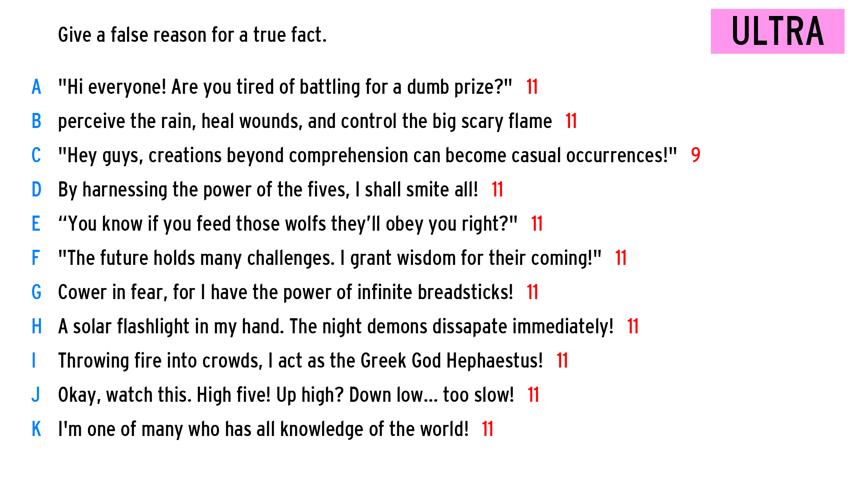 Give a false reason for a true fact.
ULTRA
A "Hi everyone! Are you tired of battling for a dumb prize?" 11
B perceive the rain, heal wounds, and control the big scary flame 11
C "Hey guys, creations beyond comprehension can become casual occurrences!" 9
D By harnessing the power of the fives, I shall smite all! 11
E “You know if you feed those wolfs they’ll obey you right?" 11
F "The future holds many challenges. I grant wisdom for their coming!" 11
G Cower in fear, for I have the power of infinite breadsticks! 11
H A solar flashlight in my hand. The night demons dissapate immediately! 11
I Throwing fire into crowds, I act as the Greek God Hephaestus! 11
J Okay, watch this. High five! Up high? Down low... too slow! 11
K I'm one of many who has all knowledge of the world! 11